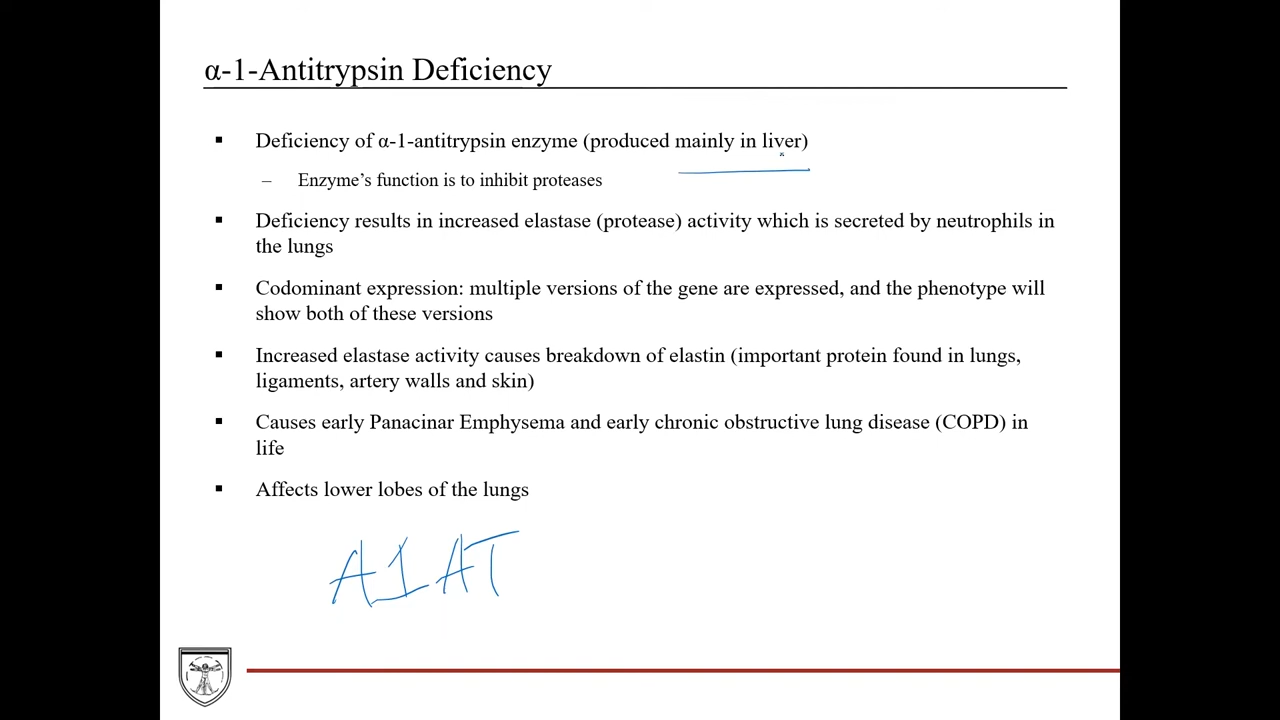 α-1-Antitrypsin Deficiency
▪ Deficiency of α-1-antitrypsin enzyme (produced mainly in liver)
– Enzyme’s function is to inhibit proteases
▪ Deficiency results in increased elastase (protease) activity which is secreted by neutrophils in
the lungs
▪ Codominant expression: multiple versions of the gene are expressed, and the phenotype will
show both of these versions
▪ Increased elastase activity causes breakdown of elastin (important protein found in lungs,
ligaments, artery walls and skin)
▪ Causes early Panacinar Emphysema and early chronic obstructive lung disease (COPD) in
life
▪ Affects lower lobes of the lungs
A1AT